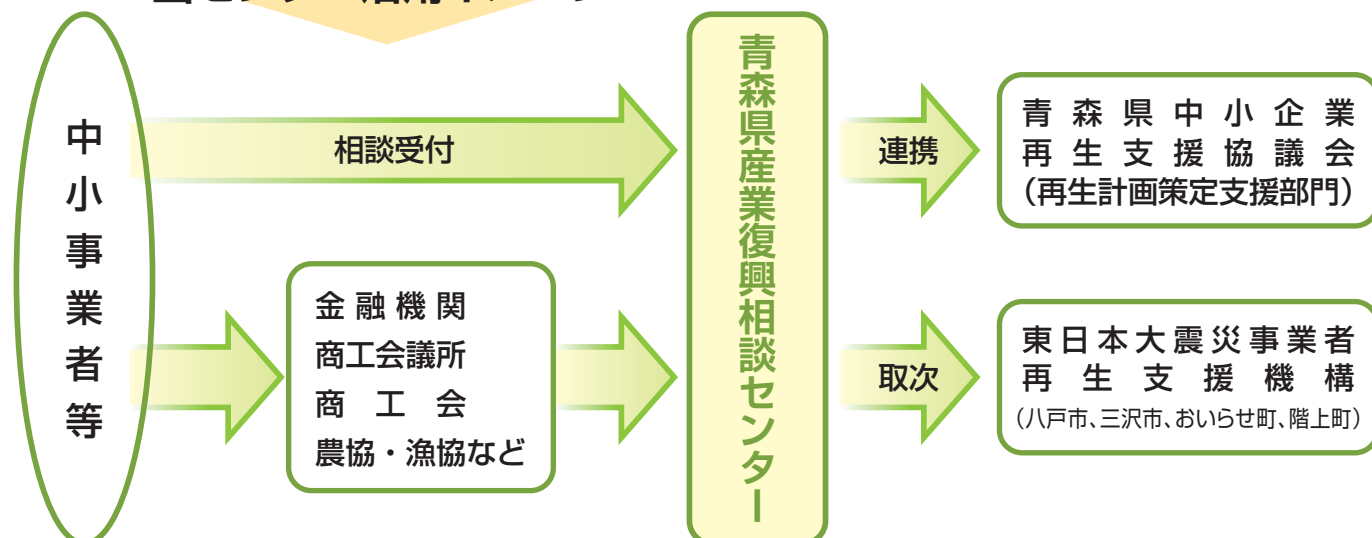 中小事業者等
相談受付
金融機関
商工会議所
商工会
農協・漁協など
青森県産業復興相談センター
連携
青森県中小企業
再生支援協議会
(再生計画策定支援部門)
取次
東日本大震災事業者
再生支援機構
(八戸市、三沢市、おいらせ町、階上町)